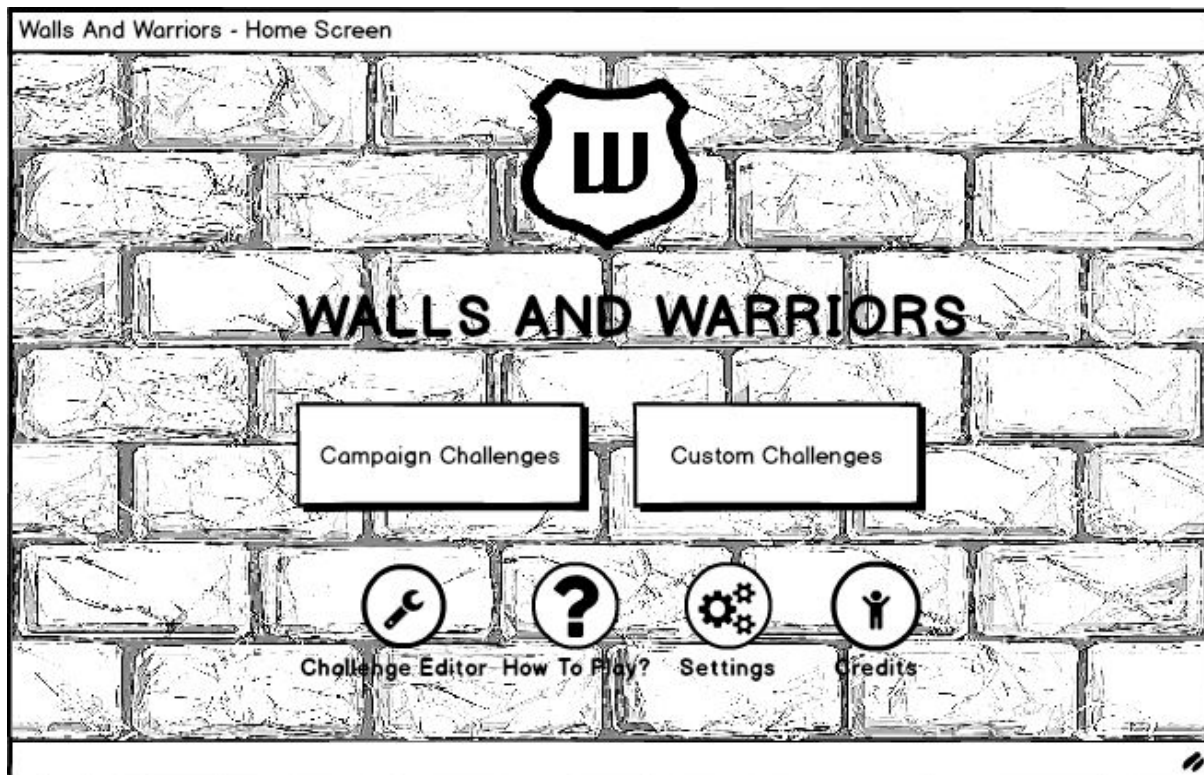 Walls And Warriors - Home Screen
W
WALLS AND WARRIORS
Campaign Challenges
Custom Challenges
?
Challenge Editor
How To Play?
Settings
Credits